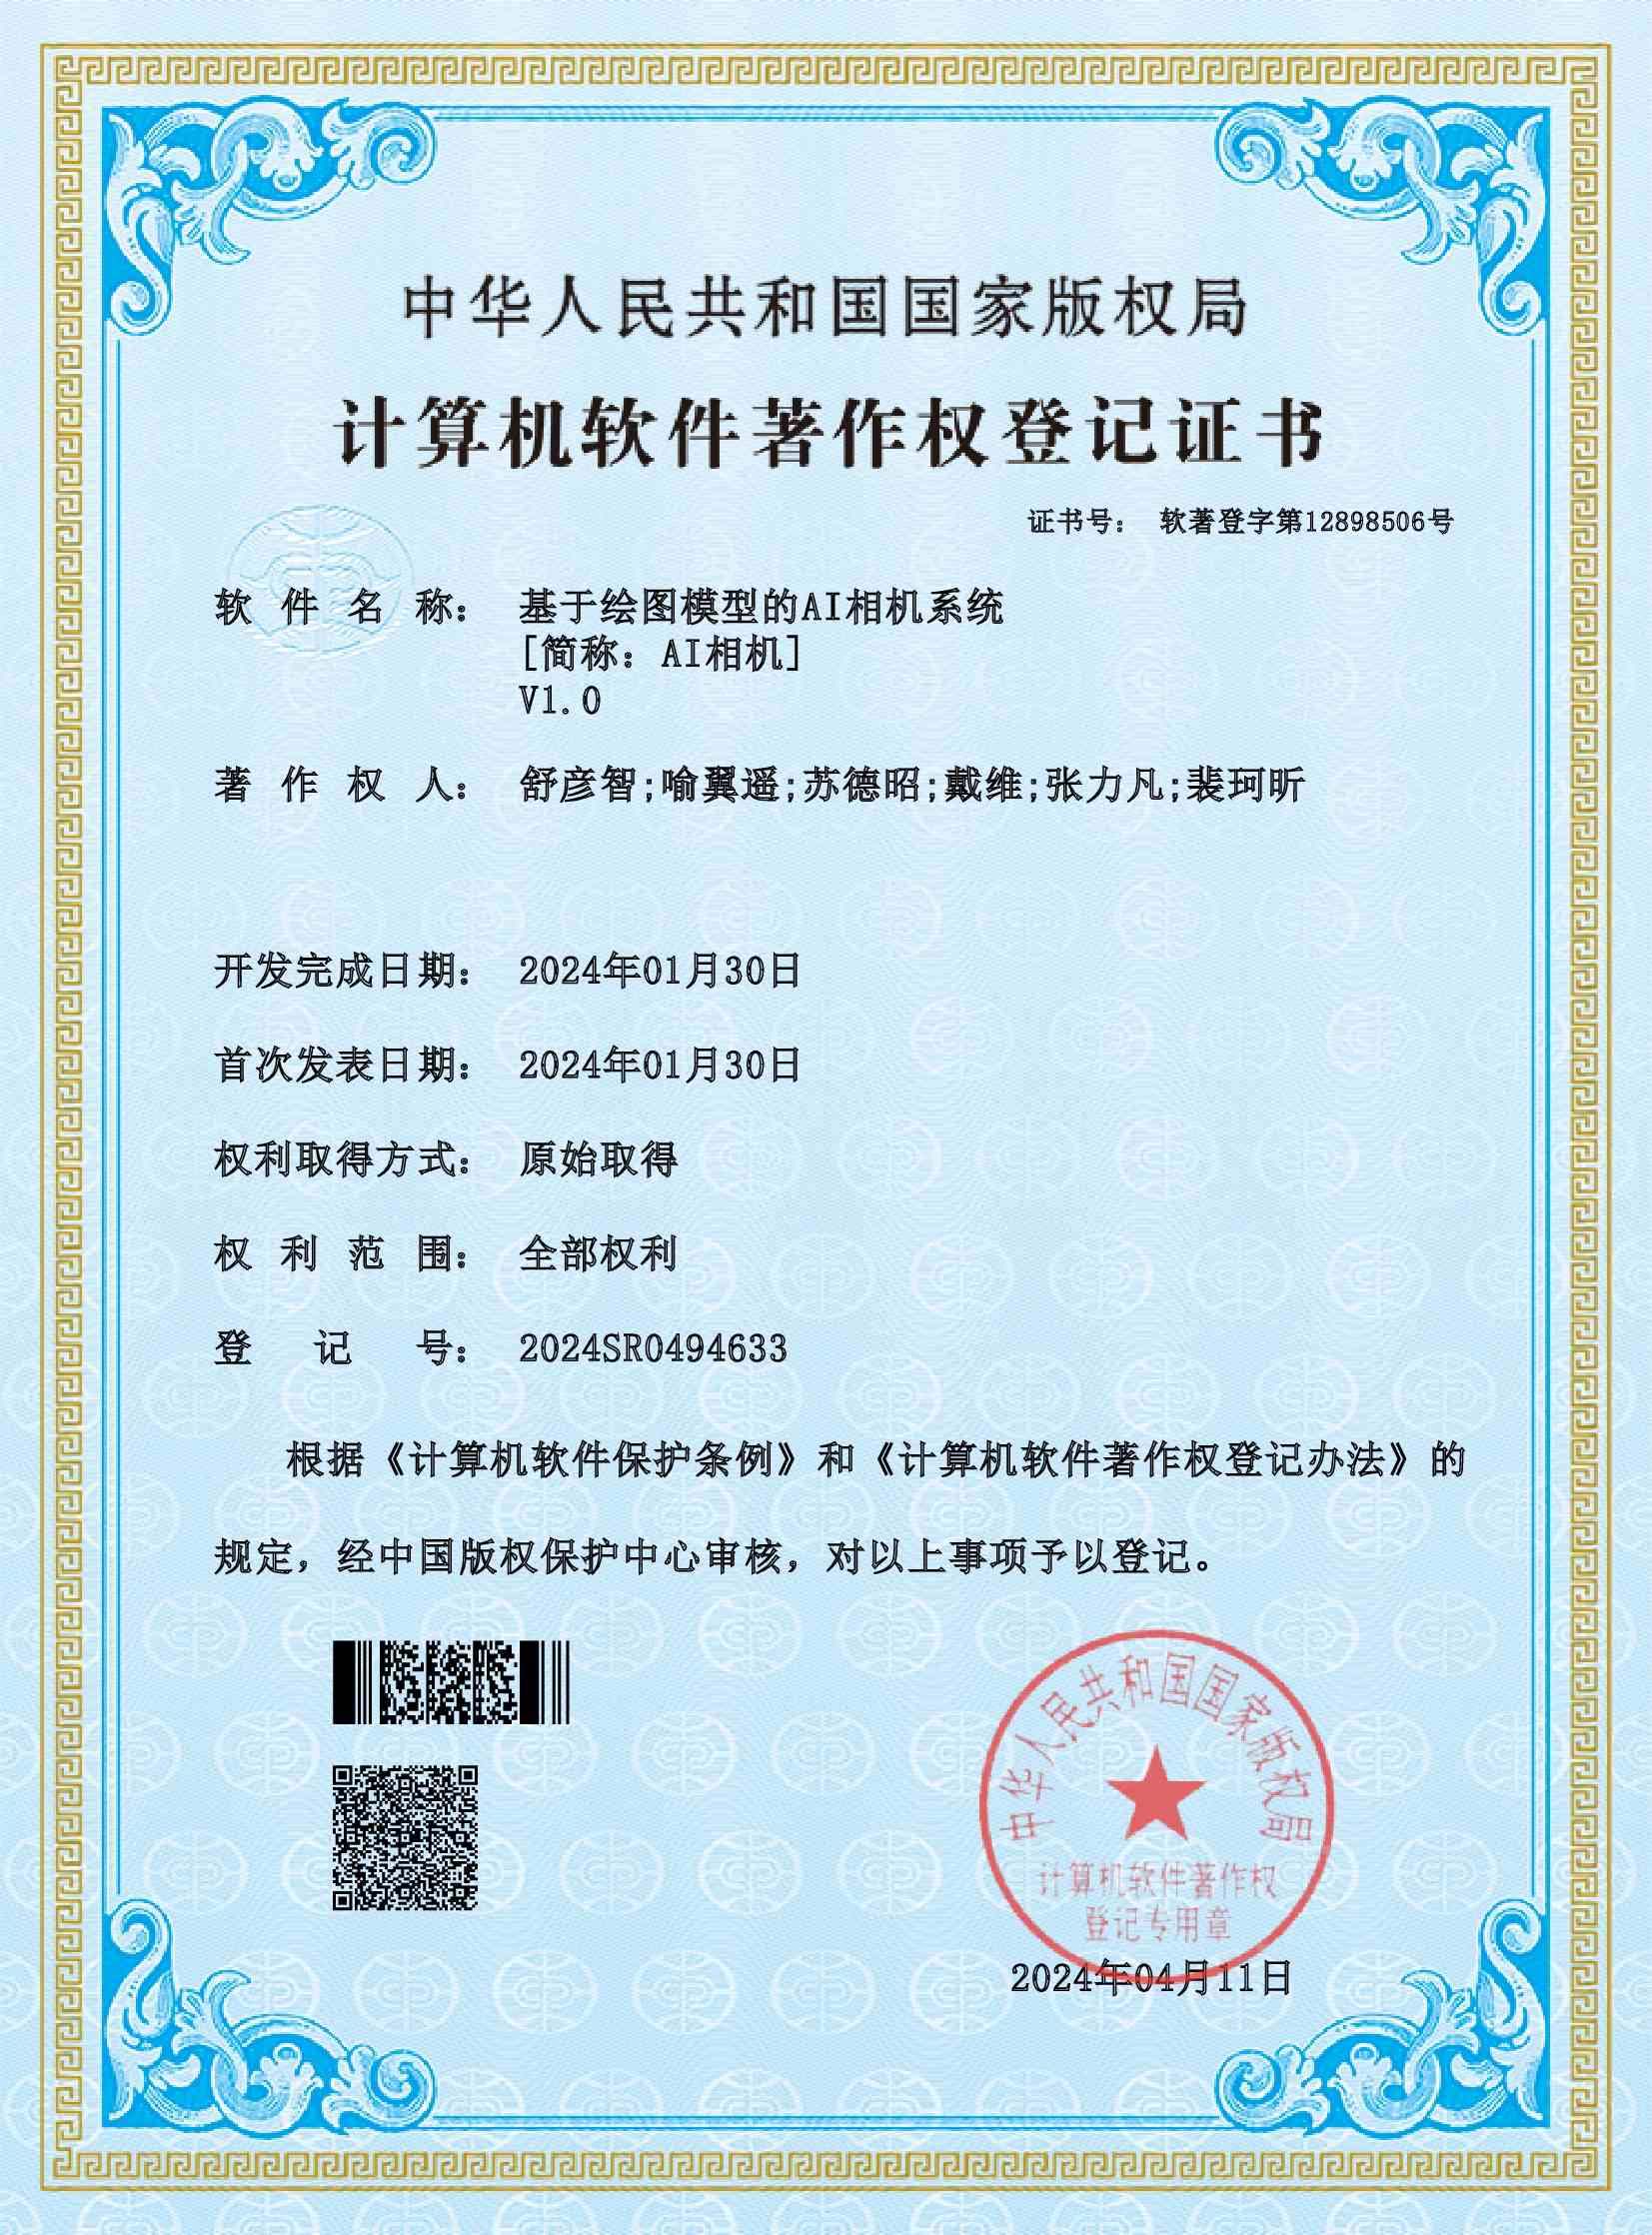 中华人民共和国国家版权局
计算机软件著作权登记证书
证书号： 软著登字第12898506号
软件名称： 基于绘图模型的AI相机系统
[简称：AI相机]
V1.0
著作权人： 舒彦智;喻翼遥;苏德昭;戴维;张力凡;裴珂昕
开发完成日期： 2024年01月30日
首次发表日期： 2024年01月30日
权利取得方式： 原始取得
权利范围： 全部权利
登记号： 2024SR0494633
根据《计算机软件保护条例》和《计算机软件著作权登记办法》的
规定，经中国版权保护中心审核，对以上事项予以登记。
中华人民共和国国家版权局
计算机软件著作权
登记专用章
2024年04月11日